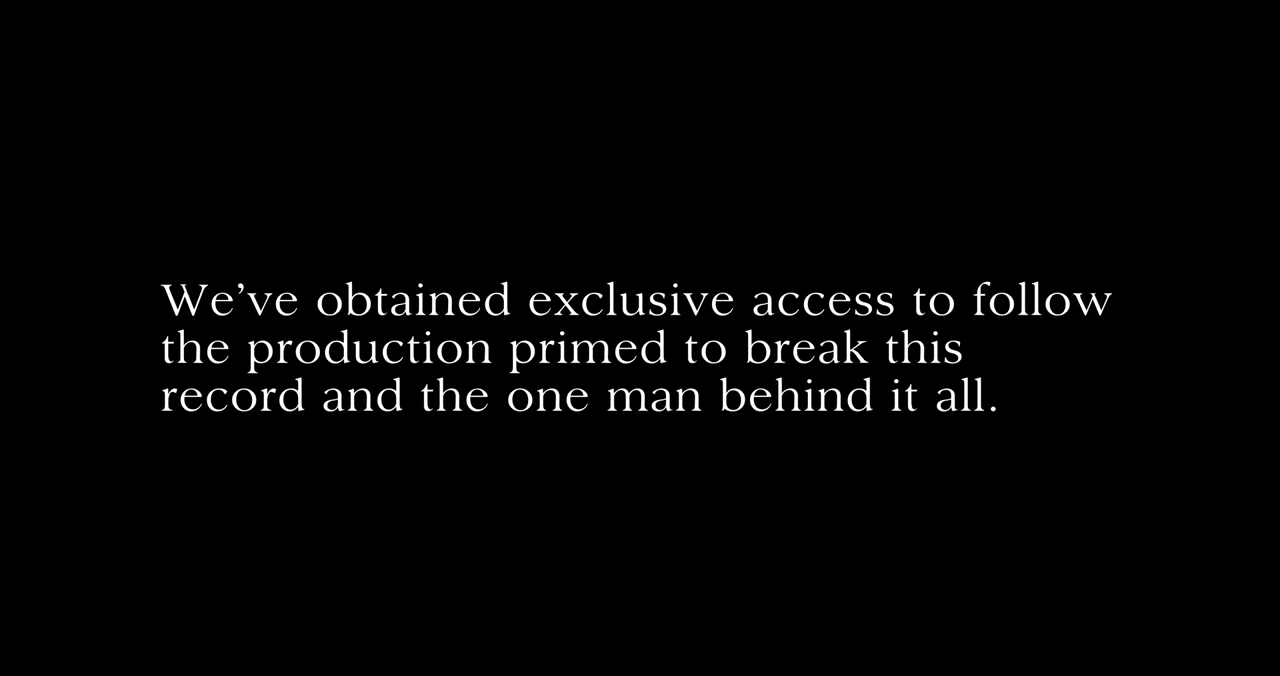 We’ve obtained exclusive access to follow
the production primed to break this
record and the one man behind it all.